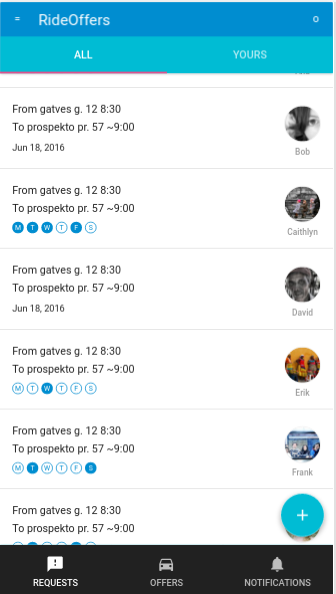 RideOffers
ALL
YOURS
From gatves g. 12 8:30
To prospekto pr. 57 ~9:00
Jun 18, 2016
Bob
From gatves g. 12 8:30
To prospekto pr. 57 ~9:00
M T W T F S
Caithlyn
From gatves g. 12 8:30
To prospekto pr. 57 ~9:00
Jun 18, 2016
David
From gatves g. 12 8:30
To prospekto pr. 57 ~9:00
M T W T F S
Erik
From gatves g. 12 8:30
To prospekto pr. 57 ~9:00
M T W T F S
Frank
From gatves g. 12 8:30
To prospekto pr. 57 ~9:00
REQUESTS
OFFERS
NOTIFICATIONS